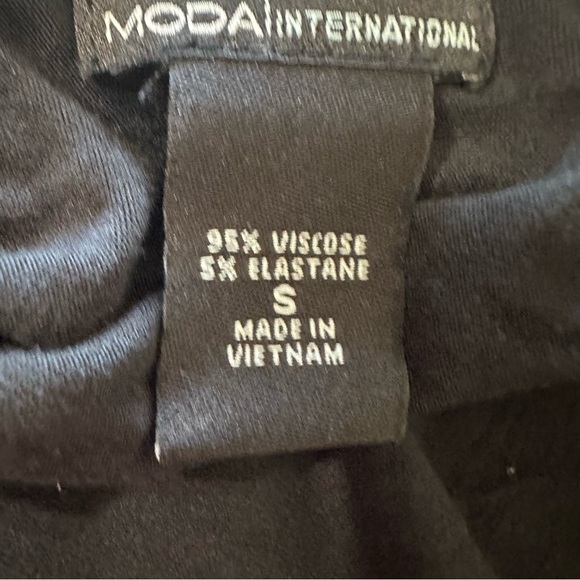 MODA INTERNATIONAL
95% VISCOSE
5% ELASTANE
S
MADE IN
VIETNAM